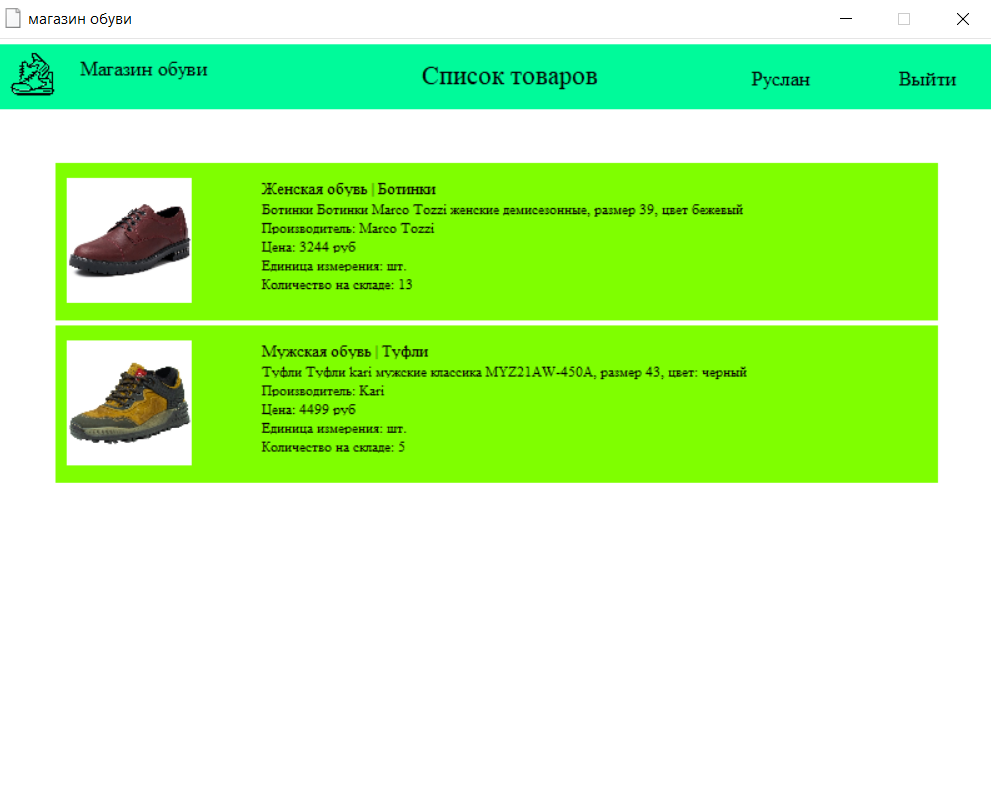 магазин обуви
Магазин обуви
Список товаров
Руслан
Выйти
Женская обувь | Ботинки
Ботинки Ботинки Marco Tozzi женские демисезонные, размер 39, цвет бежевый
Производитель: Marco Tozzi
Цена: 3244 руб
Единица измерения: шт.
Количество на складе: 13
Мужская обувь | Туфли
Туфли Туфли kari мужские классика MYZ21AW-450A, размер 43, цвет: черный
Производитель: Kari
Цена: 4499 руб
Единица измерения: шт.
Количество на складе: 5